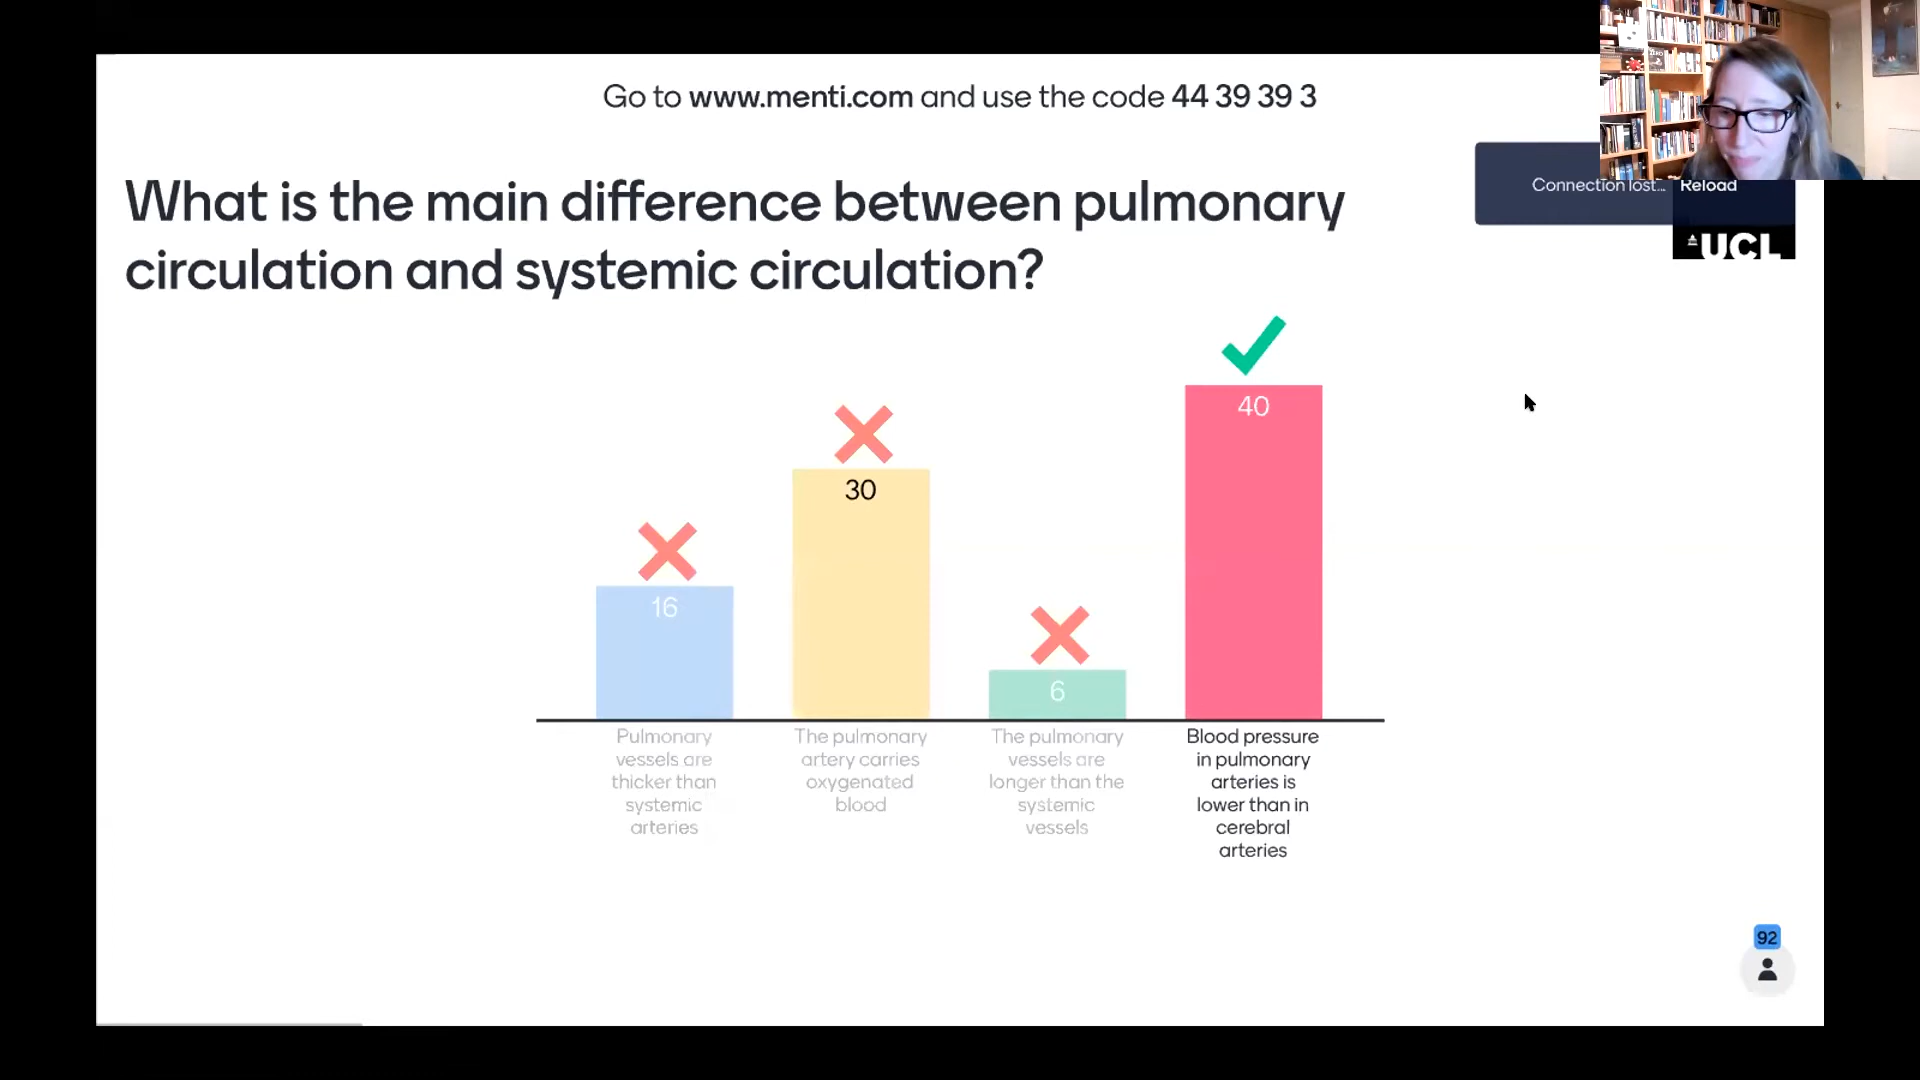 Go to www.menti.com and use the code 44 39 39 3
What is the main difference between pulmonary
circulation and systemic circulation?
Connection lost... Reload
UCL
40
30
16
6
Pulmonary
vessels are
thicker than
systemic
arteries
The pulmonary
artery carries
oxygenated
blood
The pulmonary
vessels are
longer than the
systemic
vessels
Blood pressure
in pulmonary
arteries is
lower than in
cerebral
arteries
92